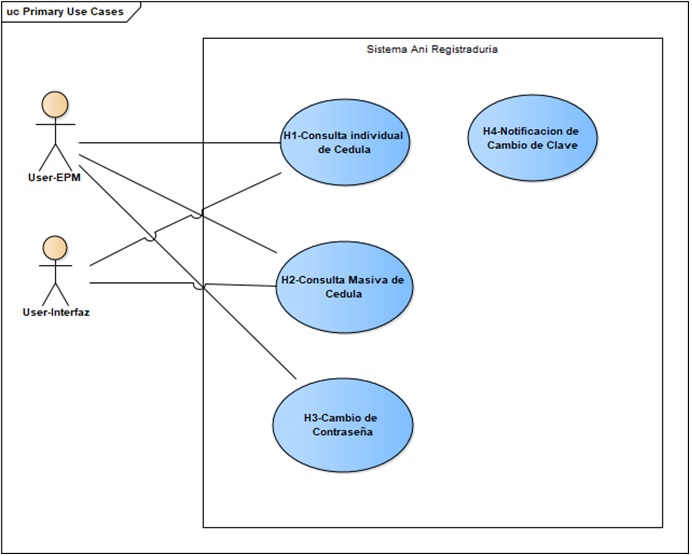 uc Primary Use Cases
Sistema Ani Registraduria
User-EPM
H1-Consulta individual
de Cedula
H4-Notificacion de
Cambio de Clave
User-Interfaz
H2-Consulta Masiva de
Cedula
H3-Cambio de
Contraseña